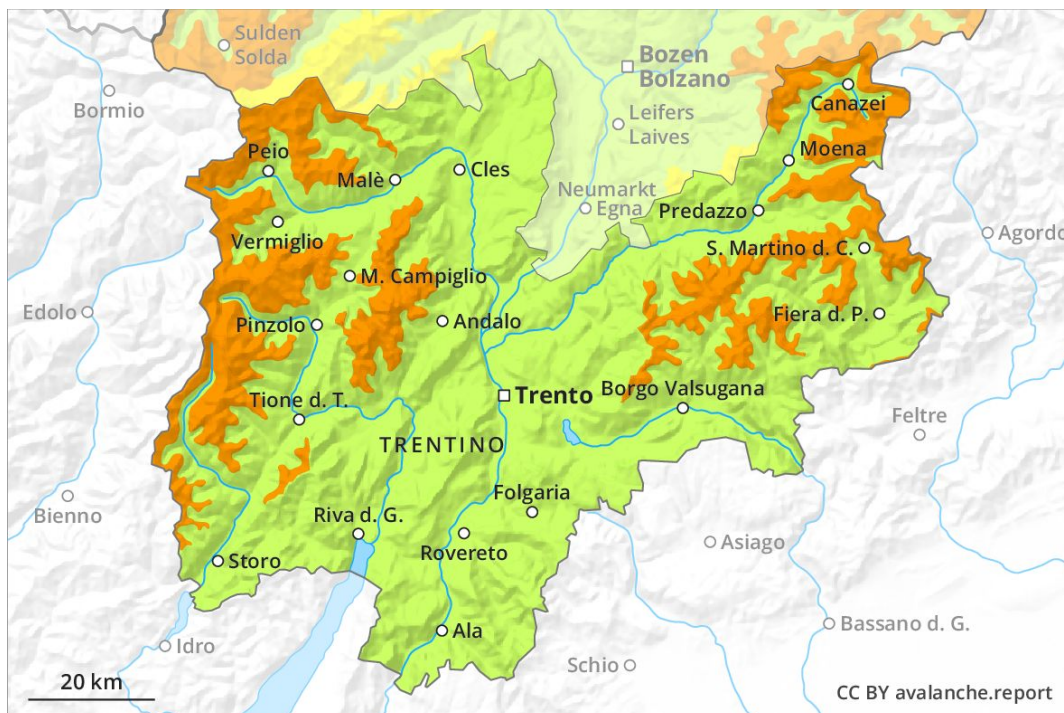 Sulden
Solda
Bozen
Bolzano
Bormio
Canazei
Leifers
Laives
Peio
Moena
Malè
Cles
Neumarkt
Egna
Predazzo
Vermiglio
Agordo
S. Martino d. C.
M. Campiglio
Edolo
Pinzolo
Andalo
Fiera d. P.
Trento
Borgo Valsugana
Tione d. T.
Feltre
TRENTINO
Bienno
Folgaria
Riva d. G.
Rovereto
Asiago
Storo
Bassano d. G.
Ala
Idro
Schio
20 km
CC BY avalanche.report